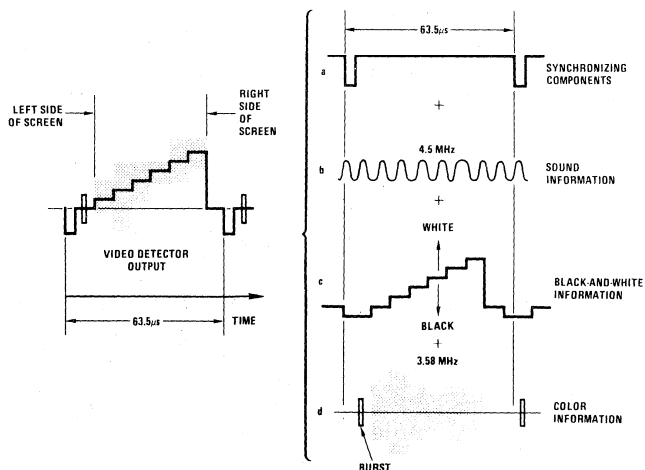 LEFT SIDE
OF SCREEN
RIGHT
SIDE
OF
SCREEN
VIDEO DETECTOR
OUTPUT
63.5μs
TIME
63.5μs
a
SYNCHRONIZING
COMPONENTS
+
4.5 MHz
b
SOUND
INFORMATION
+
WHITE
c
BLACK-AND-WHITE
INFORMATION
BLACK
+
3.58 MHz
d
COLOR
INFORMATION
BURST